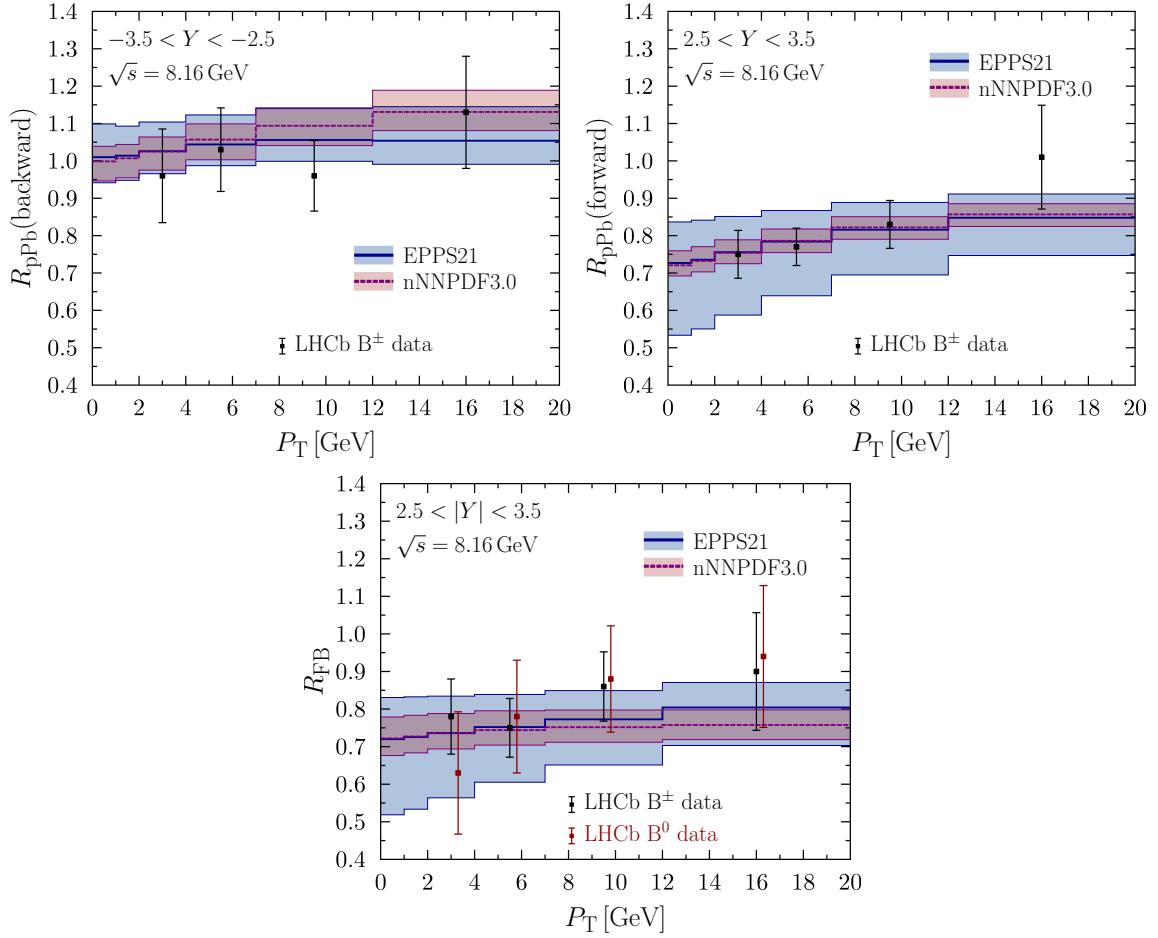 1.4
1.3
1.2
1.1
1.0
0.9
0.8
0.7
0.6
0.5
0.4
R_pPb(backward)
−3.5 < Y < −2.5
√s = 8.16 GeV
EPPS21
nNNPDF3.0
LHCb B^± data
0 2 4 6 8 10 12 14 16 18 20
P_T [GeV]
1.4
1.3
1.2
1.1
1.0
0.9
0.8
0.7
0.6
0.5
0.4
R_pPb(forward)
2.5 < Y < 3.5
√s = 8.16 GeV
EPPS21
nNNPDF3.0
LHCb B^± data
0 2 4 6 8 10 12 14 16 18 20
P_T [GeV]
1.4
1.3
1.2
1.1
1.0
0.9
0.8
0.7
0.6
0.5
0.4
R_FB
2.5 < |Y| < 3.5
√s = 8.16 GeV
EPPS21
nNNPDF3.0
LHCb B^± data
LHCb B^0 data
0 2 4 6 8 10 12 14 16 18 20
P_T [GeV]